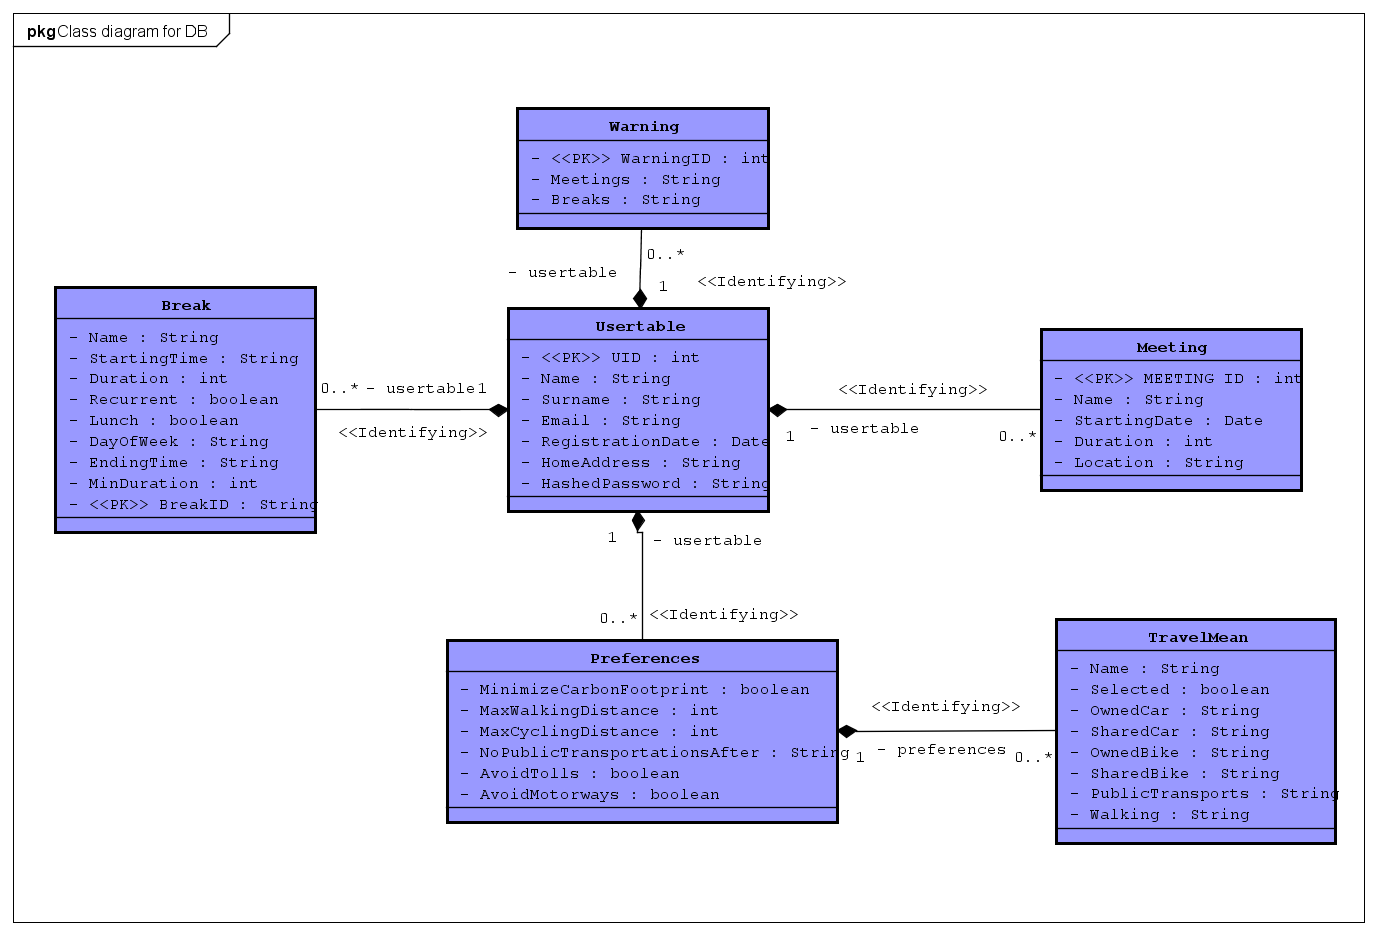 pkg Class diagram for DB
Warning
- <<PK>> WarningID : int
- Meetings : String
- Breaks : String
0..*
- usertable
<<Identifying>>
1
Break
- Name : String
- StartingTime : String
- Duration : int
- Recurrent : boolean
- Lunch : boolean
- DayOfWeek : String
- EndingTime : String
- MinDuration : int
- <<PK>> BreakID : String
0..*
- usertable
1
<<Identifying>>
Usertable
- <<PK>> UID : int
- Name : String
- Surname : String
- Email : String
- RegistrationDate : Date
- HomeAddress : String
- HashedPassword : String
<<Identifying>>
1
- usertable
0..*
Meeting
- <<PK>> MEETING ID : int
- Name : String
- StartingDate : Date
- Duration : int
- Location : String
1
- usertable
0..*
<<Identifying>>
Preferences
- MinimizeCarbonFootprint : boolean
- MaxWalkingDistance : int
- MaxCyclingDistance : int
- NoPublicTransportationsAfter : String
- AvoidTolls : boolean
- AvoidMotorways : boolean
<<Identifying>>
1
- preferences
0..*
TravelMean
- Name : String
- Selected : boolean
- OwnedCar : String
- SharedCar : String
- OwnedBike : String
- SharedBike : String
- PublicTransports : String
- Walking : String